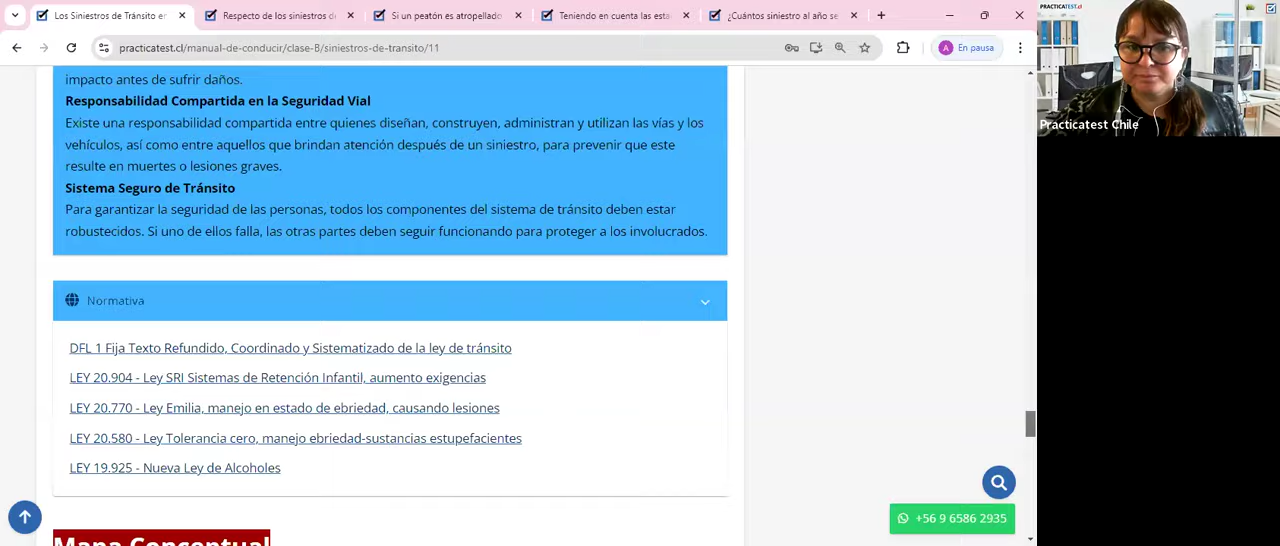 Los Siniestros de Tránsito en
Respecto de los siniestros de
Si un peatón es atropellado
Teniendo en cuenta las esta
¿Cuántos siniestro al año se
practicatest.cl/manual-de-conducir/clase-B/siniestros-de-transito/11
A En pausa
PRACTICATEST.cl
Practicatest Chile
impacto antes de sufrir daños.
Responsabilidad Compartida en la Seguridad Vial
Existe una responsabilidad compartida entre quienes diseñan, construyen, administran y utilizan las vías y los
vehículos, así como entre aquellos que brindan atención después de un siniestro, para prevenir que este
resulte en muertes o lesiones graves.
Sistema Seguro de Tránsito
Para garantizar la seguridad de las personas, todos los componentes del sistema de tránsito deben estar
robustecidos. Si uno de ellos falla, las otras partes deben seguir funcionando para proteger a los involucrados.
Normativa
DFL 1 Fija Texto Refundido, Coordinado y Sistematizado de la ley de tránsito
LEY 20.904 - Ley SRI Sistemas de Retención Infantil, aumento exigencias
LEY 20.770 - Ley Emilia, manejo en estado de ebriedad, causando lesiones
LEY 20.580 - Ley Tolerancia cero, manejo ebriedad-sustancias estupefacientes
LEY 19.925 - Nueva Ley de Alcoholes
+56 9 6586 2935
Mapa Conceptual